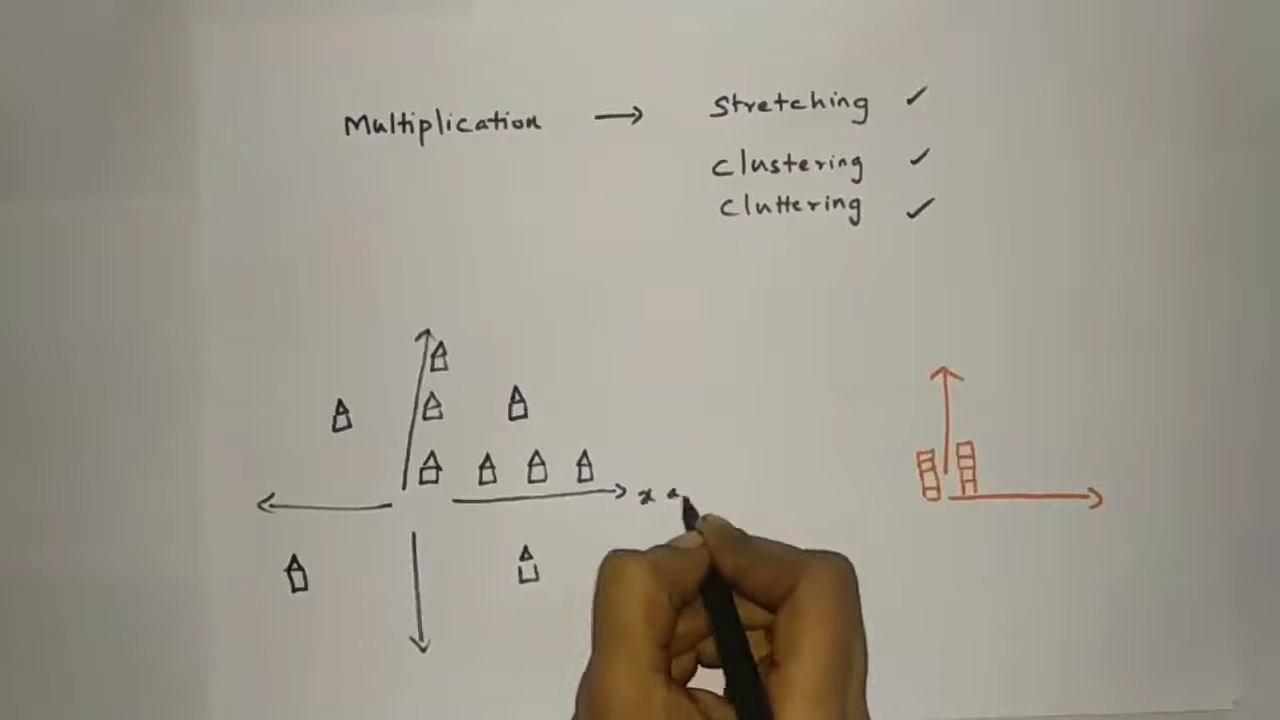 Multiplication → Stretching ✓
Clustering ✓
Cluttering ✓
x a